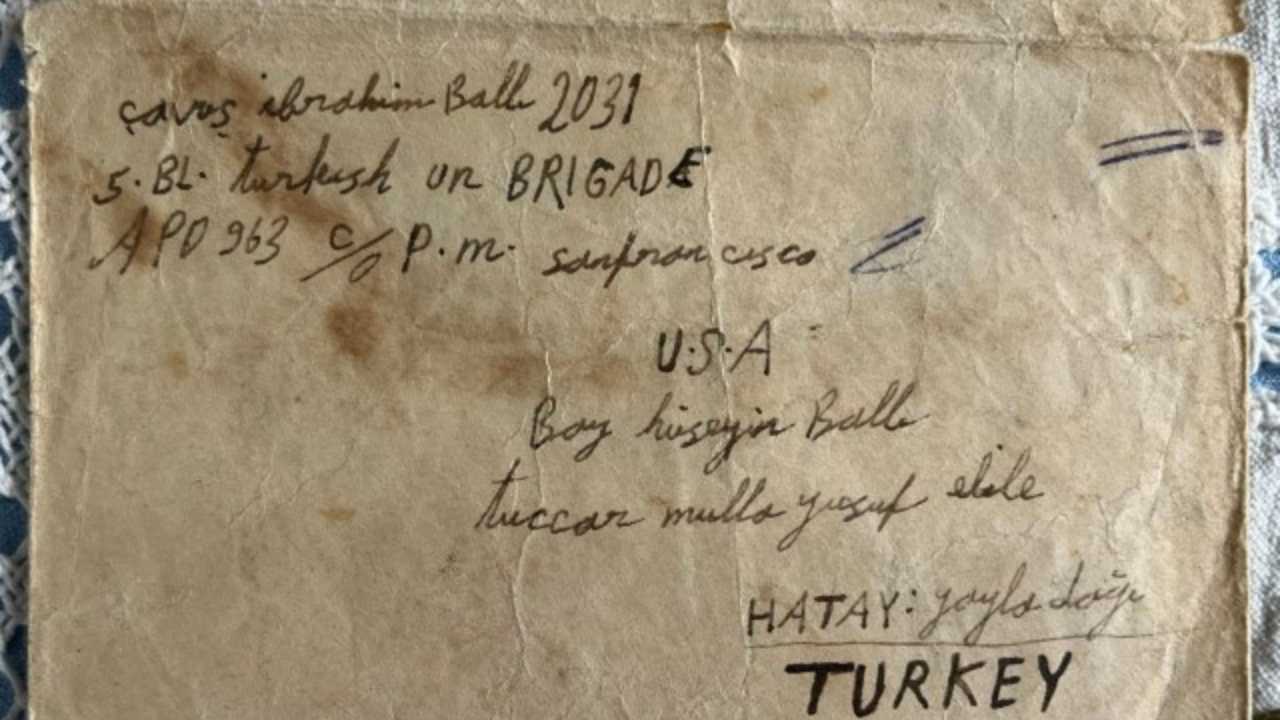 çavuş ibrahim Ballı 2031
5. BL. turkish un BRIGADE
APO 963 c/o P.M. sanfrancisco
U.S.A
Bay hüseyin Ballı
tuccar mulla yusuf elile
HATAY: yayladağı
TURKEY